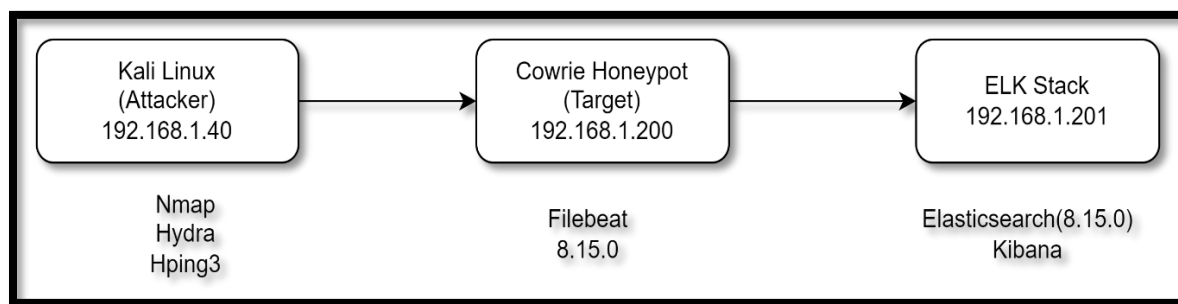 Kali Linux
(Attacker)
192.168.1.40
Cowrie Honeypot
(Target)
192.168.1.200
ELK Stack
192.168.1.201
Nmap
Hydra
Hping3
Filebeat
8.15.0
Elasticsearch(8.15.0)
Kibana